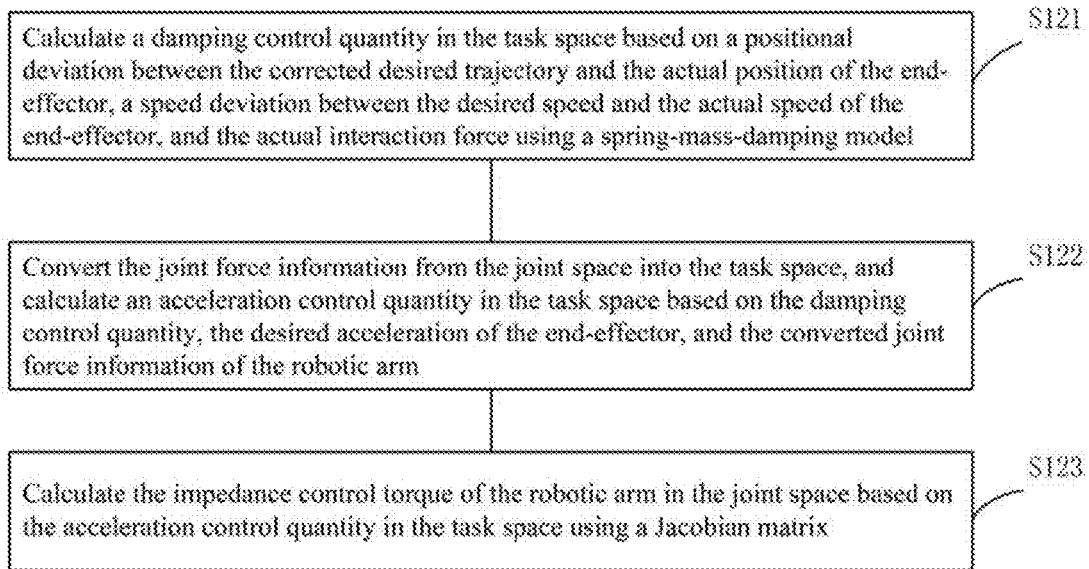 S121
Calculate a damping control quantity in the task space based on a positional
deviation between the corrected desired trajectory and the actual position of the end-
effector, a speed deviation between the desired speed and the actual speed of the
end-effector, and the actual interaction force using a spring-mass-damping model
S122
Convert the joint force information from the joint space into the task space, and
calculate an acceleration control quantity in the task space based on the damping
control quantity, the desired acceleration of the end-effector, and the converted joint
force information of the robotic arm
S123
Calculate the impedance control torque of the robotic arm in the joint space based on
the acceleration control quantity in the task space using a Jacobian matrix